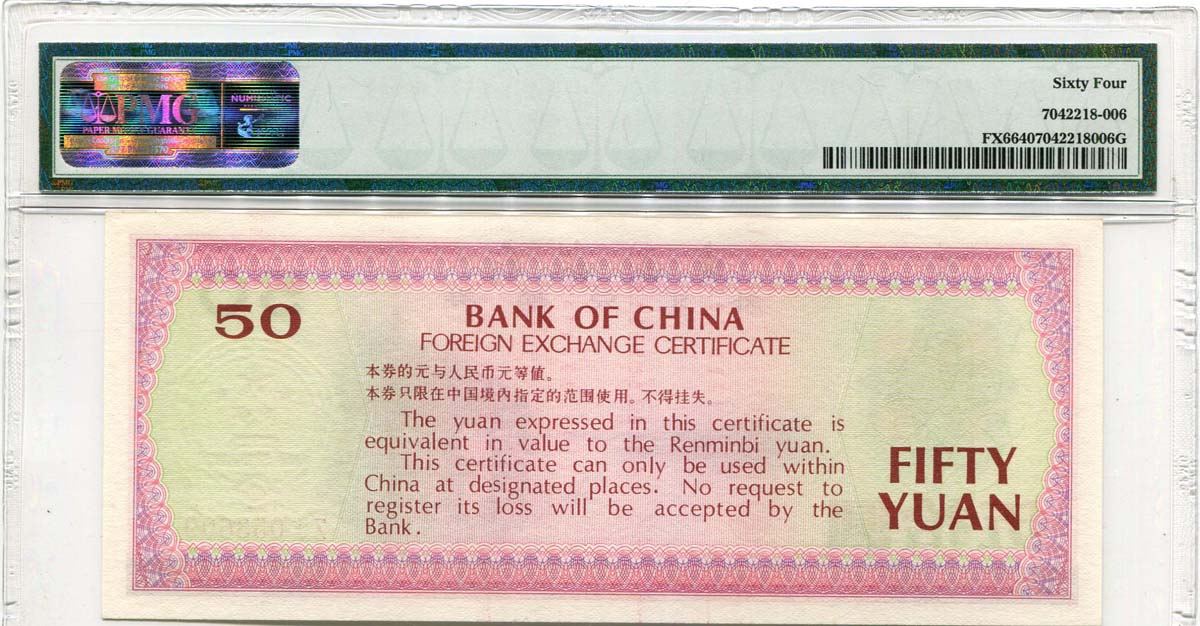 PMG
PAPER MONEY GUARANTY
NUMISMATIC
Sixty Four
7042218-006
FX66407042218006G
50
BANK OF CHINA
FOREIGN EXCHANGE CERTIFICATE
本券的元与人民币元等値。
本券只限在中国境内指定的范围使用。不得挂失。
The yuan expressed in this certificate is
equivalent in value to the Renminbi yuan.
This certificate can only be used within
China at designated places. No request to
register its loss will be accepted by the
Bank.
FIFTY
YUAN